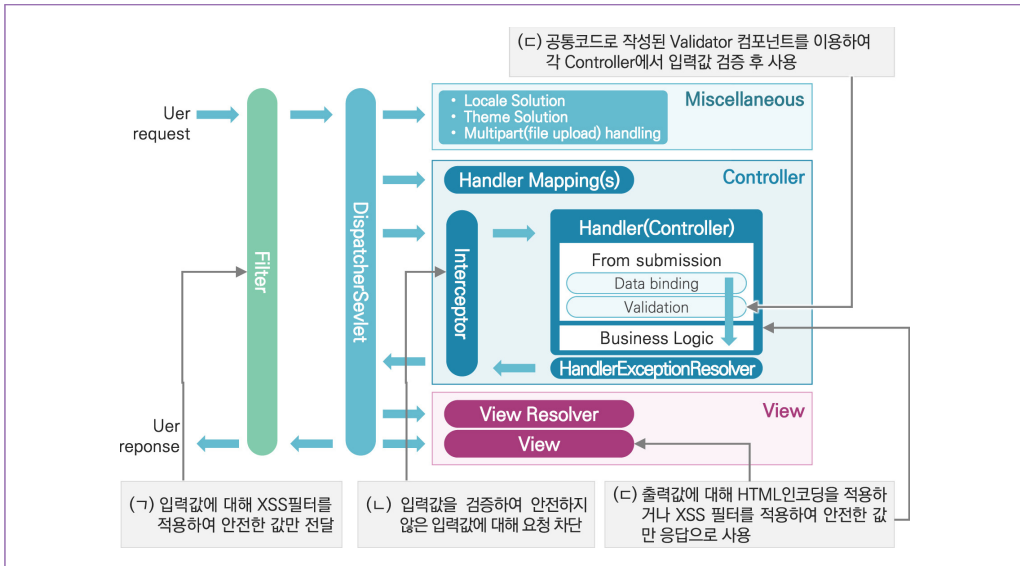 (ㄷ) 공통코드로 작성된 Validator 컴포넌트를 이용하여
각 Controller에서 입력값 검증 후 사용
Uer
request
Filter
DispatcherSevlet
• Locale Solution
• Theme Solution
• Multipart(file upload) handling
Miscellaneous
Handler Mapping(s)
Controller
Interceptor
Handler(Controller)
From submission
Data binding
Validation
Business Logic
HandlerExceptionResolver
View Resolver
View
View
Uer
reponse
(ㄱ) 입력값에 대해 XSS필터를
적용하여 안전한 값만 전달
(ㄴ) 입력값을 검증하여 안전하지
않은 입력값에 대해 요청 차단
(ㄷ) 출력값에 대해 HTML인코딩을 적용하
거나 XSS 필터를 적용하여 안전한 값
만 응답으로 사용